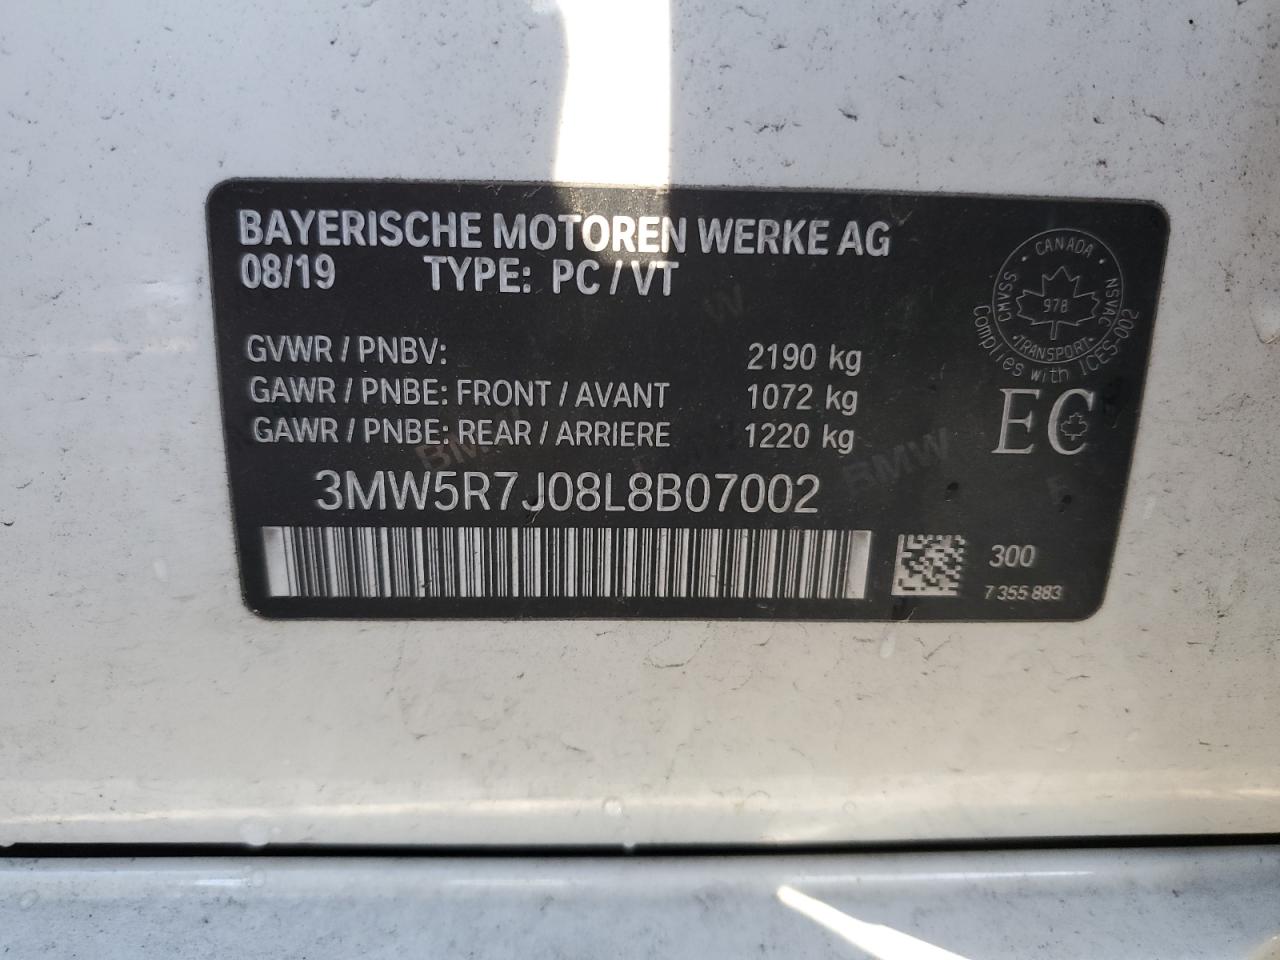 BAYERISCHE MOTOREN WERKE AG
08/19 TYPE: PC / VT
GVWR / PNBV: 2190 kg
GAWR / PNBE: FRONT / AVANT 1072 kg
GAWR / PNBE: REAR / ARRIERE 1220 kg
3MW5R7J08L8B07002
CANADA
CMVSS
978
NSVAC
TRANSPORT
Complies with ICES-002
EC
300
7 355 883
BMW
BMW